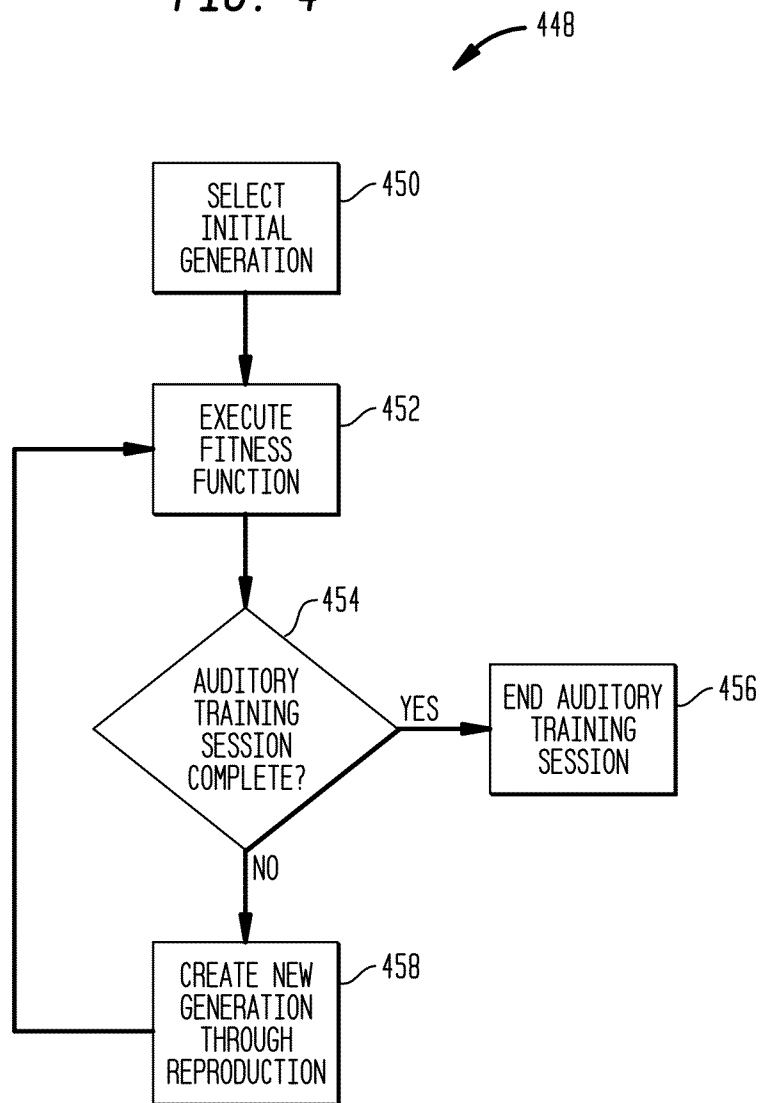 FIG. 4
448
SELECT
INITIAL
GENERATION
450
EXECUTE
FITNESS
FUNCTION
452
454
AUDITORY
TRAINING
SESSION
COMPLETE?
YES
END AUDITORY
TRAINING
SESSION
456
NO
CREATE NEW
GENERATION
THROUGH
REPRODUCTION
458